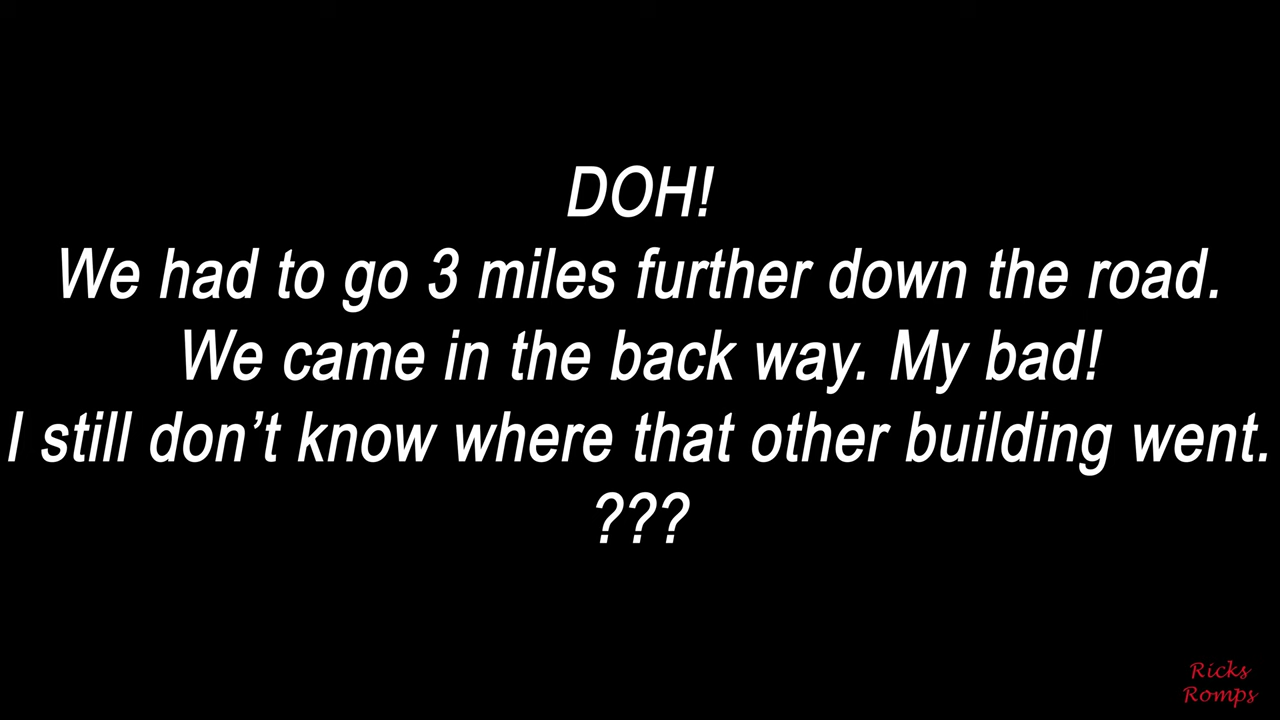 DOH!
We had to go 3 miles further down the road.
We came in the back way. My bad!
I still don’t know where that other building went.
???
Ricks
Romps